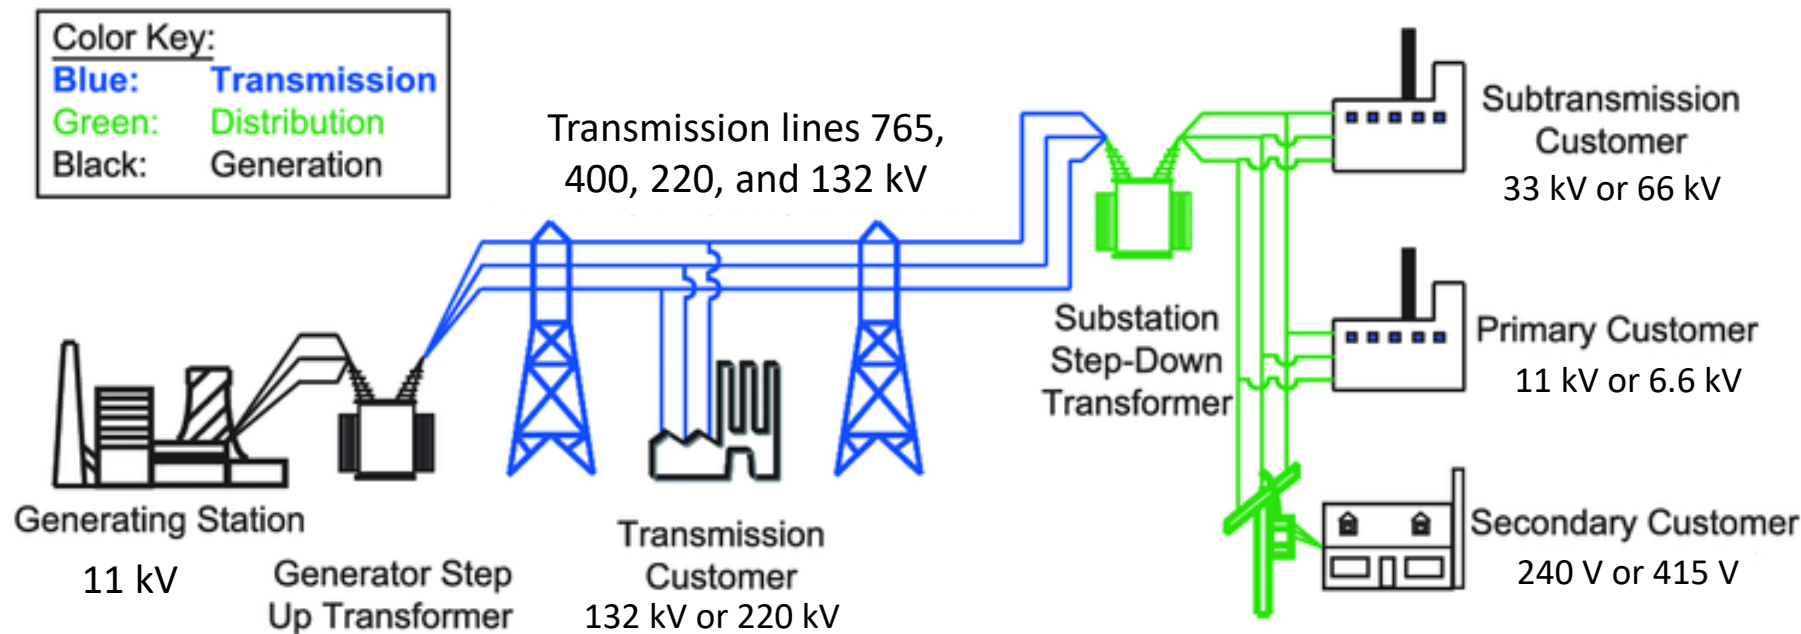 Color Key:
Blue: Transmission
Green: Distribution
Black: Generation
Transmission lines 765,
400, 220, and 132 kV
Subtransmission
Customer
33 kV or 66 kV
Substation
Step-Down
Transformer
Primary Customer
11 kV or 6.6 kV
Generating Station
11 kV
Generator Step
Up Transformer
Transmission
Customer
132 kV or 220 kV
Secondary Customer
240 V or 415 V